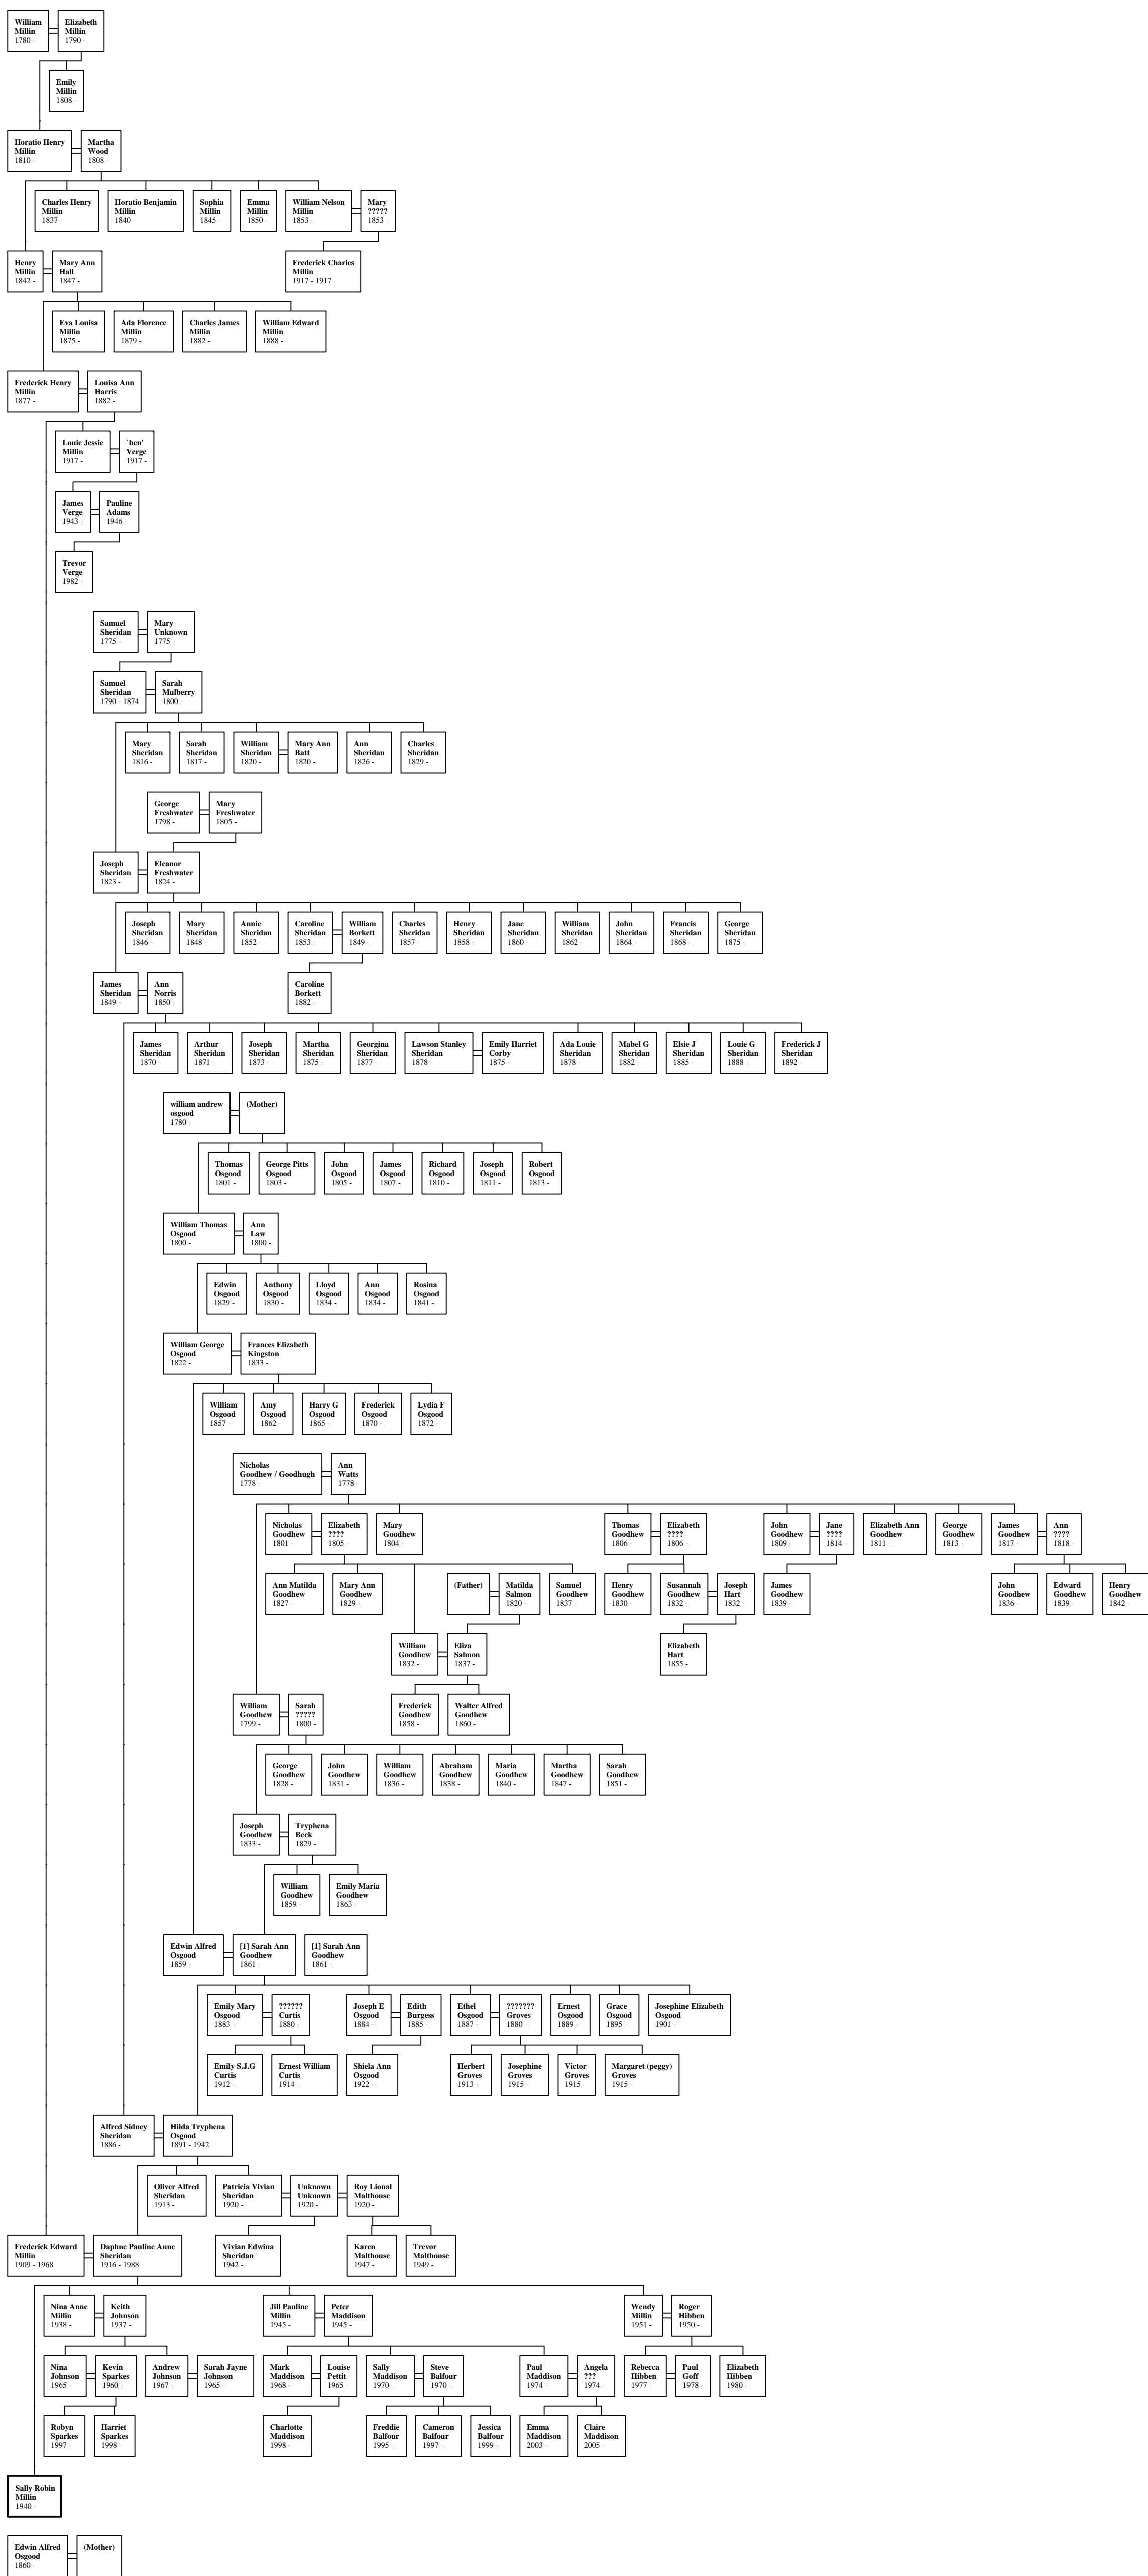 William
Millin
1780 -
Elizabeth
Millin
1790 -
Emily
Millin
1808 -
Horatio Henry
Millin
1810 -
Martha
Wood
1808 -
Charles Henry
Millin
1837 -
Horatio Benjamin
Millin
1840 -
Sophia
Millin
1845 -
Emma
Millin
1850 -
William Nelson
Millin
1853 -
Mary
?????
1853 -
Henry
Millin
1842 -
Mary Ann
Hall
1847 -
Frederick Charles
Millin
1917 - 1917
Eva Louisa
Millin
1875 -
Ada Florence
Millin
1879 -
Charles James
Millin
1882 -
William Edward
Millin
1888 -
Frederick Henry
Millin
1877 -
Louisa Ann
Harris
1882 -
Louie Jessie
Millin
1917 -
`ben'
Verge
1917 -
James
Verge
1943 -
Pauline
Adams
1946 -
Trevor
Verge
1982 -
Samuel
Sheridan
1775 -
Mary
Unknown
1775 -
Samuel
Sheridan
1790 - 1874
Sarah
Mulberry
1800 -
Mary
Sheridan
1816 -
Sarah
Sheridan
1817 -
William
Sheridan
1820 -
Mary Ann
Batt
1820 -
Ann
Sheridan
1826 -
Charles
Sheridan
1829 -
George
Freshwater
1798 -
Mary
Freshwater
1805 -
Joseph
Sheridan
1823 -
Eleanor
Freshwater
1824 -
Joseph
Sheridan
1846 -
Mary
Sheridan
1848 -
Annie
Sheridan
1852 -
Caroline
Sheridan
1853 -
William
Borkett
1849 -
Charles
Sheridan
1857 -
Henry
Sheridan
1858 -
Jane
Sheridan
1860 -
William
Sheridan
1862 -
John
Sheridan
1864 -
Francis
Sheridan
1868 -
George
Sheridan
1875 -
James
Sheridan
1849 -
Ann
Norris
1850 -
Caroline
Borkett
1882 -
James
Sheridan
1870 -
Arthur
Sheridan
1871 -
Joseph
Sheridan
1873 -
Martha
Sheridan
1875 -
Georgina
Sheridan
1877 -
Lawson Stanley
Sheridan
1878 -
Emily Harriet
Corby
1875 -
Ada Louie
Sheridan
1878 -
Mabel G
Sheridan
1882 -
Elsie J
Sheridan
1885 -
Louie G
Sheridan
1888 -
Frederick J
Sheridan
1892 -
william andrew
osgood
1780 -
(Mother)
Thomas
Osgood
1801 -
George Pitts
Osgood
1803 -
John
Osgood
1805 -
James
Osgood
1807 -
Richard
Osgood
1810 -
Joseph
Osgood
1811 -
Robert
Osgood
1813 -
William Thomas
Osgood
1800 -
Ann
Law
1800 -
Edwin
Osgood
1829 -
Anthony
Osgood
1830 -
Lloyd
Osgood
1834 -
Ann
Osgood
1834 -
Rosina
Osgood
1841 -
William George
Osgood
1822 -
Frances Elizabeth
Kingston
1833 -
William
Osgood
1857 -
Amy
Osgood
1862 -
Harry G
Osgood
1865 -
Frederick
Osgood
1870 -
Lydia F
Osgood
1872 -
Nicholas
Goodhew / Goodhugh
1778 -
Ann
Watts
1778 -
Nicholas
Goodhew
1801 -
Elizabeth
????
1805 -
Mary
Goodhew
1804 -
Thomas
Goodhew
1806 -
Elizabeth
????
1806 -
John
Goodhew
1809 -
Jane
????
1814 -
Elizabeth Ann
Goodhew
1811 -
George
Goodhew
1813 -
James
Goodhew
1817 -
Ann
????
1818 -
Ann Matilda
Goodhew
1827 -
Mary Ann
Goodhew
1829 -
(Father)
Matilda
Salmon
1820 -
Samuel
Goodhew
1837 -
Henry
Goodhew
1830 -
Susannah
Goodhew
1832 -
Joseph
Hart
1832 -
James
Goodhew
1839 -
John
Goodhew
1836 -
Edward
Goodhew
1839 -
Henry
Goodhew
1842 -
William
Goodhew
1832 -
Eliza
Salmon
1837 -
Elizabeth
Hart
1855 -
William
Goodhew
1799 -
Sarah
?????
1800 -
Frederick
Goodhew
1858 -
Walter Alfred
Goodhew
1860 -
George
Goodhew
1828 -
John
Goodhew
1831 -
William
Goodhew
1836 -
Abraham
Goodhew
1838 -
Maria
Goodhew
1840 -
Martha
Goodhew
1847 -
Sarah
Goodhew
1851 -
Joseph
Goodhew
1833 -
Tryphena
Beck
1829 -
William
Goodhew
1859 -
Emily Maria
Goodhew
1863 -
Edwin Alfred
Osgood
1859 -
[1] Sarah Ann
Goodhew
1861 -
[1] Sarah Ann
Goodhew
1861 -
Emily Mary
Osgood
1883 -
??????
Curtis
1880 -
Joseph E
Osgood
1884 -
Edith
Burgess
1885 -
Ethel
Osgood
1887 -
???????
Groves
1880 -
Ernest
Osgood
1889 -
Grace
Osgood
1895 -
Josephine Elizabeth
Osgood
1901 -
Emily S.J.G
Curtis
1912 -
Ernest William
Curtis
1914 -
Shiela Ann
Osgood
1922 -
Herbert
Groves
1913 -
Josephine
Groves
1915 -
Victor
Groves
1915 -
Margaret (peggy)
Groves
1915 -
Alfred Sidney
Sheridan
1886 -
Hilda Tryphena
Osgood
1891 - 1942
Oliver Alfred
Sheridan
1913 -
Patricia Vivian
Sheridan
1920 -
Unknown
Unknown
1920 -
Roy Lional
Malthouse
1920 -
Frederick Edward
Millin
1909 - 1968
Daphne Pauline Anne
Sheridan
1916 - 1988
Vivian Edwina
Sheridan
1942 -
Karen
Malthouse
1947 -
Trevor
Malthouse
1949 -
Nina Anne
Millin
1938 -
Keith
Johnson
1937 -
Jill Pauline
Millin
1945 -
Peter
Maddison
1945 -
Wendy
Millin
1951 -
Roger
Hibben
1950 -
Nina
Johnson
1965 -
Kevin
Sparkes
1960 -
Andrew
Johnson
1967 -
Sarah Jayne
Johnson
1965 -
Mark
Maddison
1968 -
Louise
Pettit
1965 -
Sally
Maddison
1970 -
Steve
Balfour
1970 -
Paul
Maddison
1974 -
Angela
???
1974 -
Rebecca
Hibben
1977 -
Paul
Goff
1978 -
Elizabeth
Hibben
1980 -
Robyn
Sparkes
1997 -
Harriet
Sparkes
1998 -
Charlotte
Maddison
1998 -
Freddie
Balfour
1995 -
Cameron
Balfour
1997 -
Jessica
Balfour
1999 -
Emma
Maddison
2003 -
Claire
Maddison
2005 -
Sally Robin
Millin
1940 -
Edwin Alfred
Osgood
1860 -
(Mother)